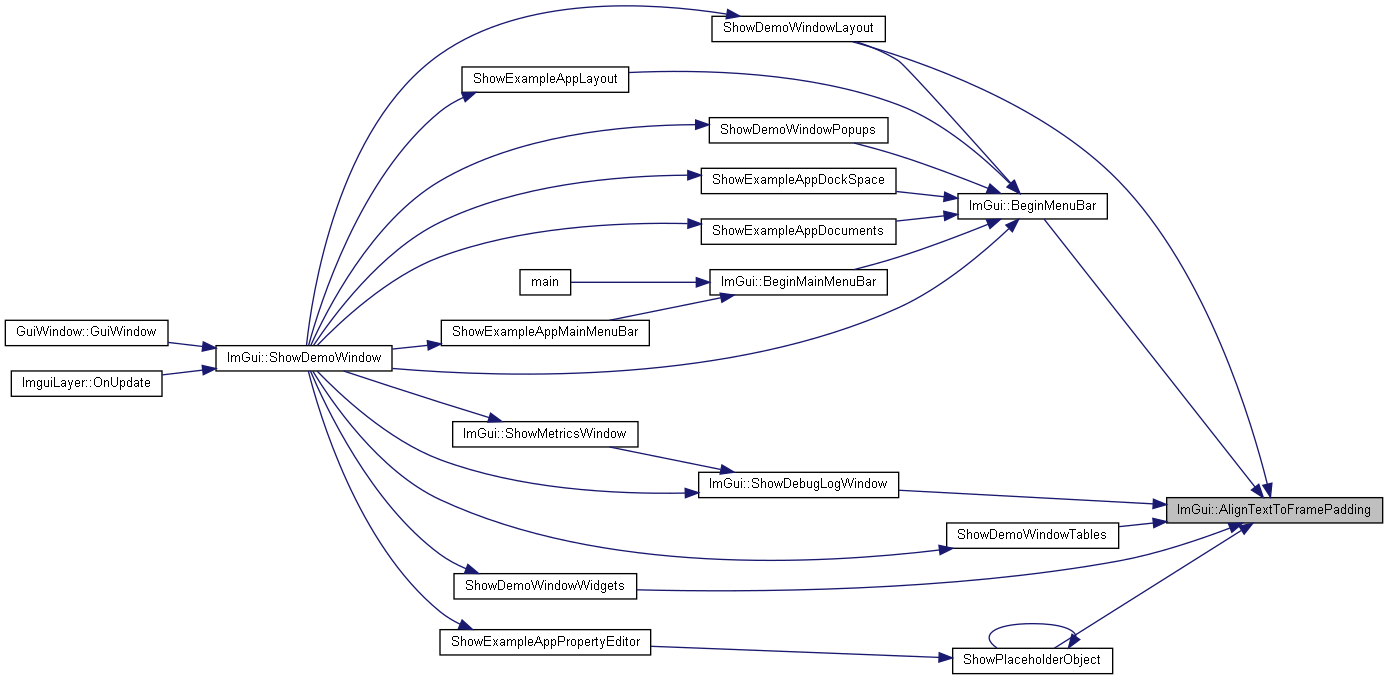 ShowDemoWindowLayout
ShowExampleAppLayout
ShowDemoWindowPopups
ShowExampleAppDockSpace
ImGui::BeginMenuBar
ShowExampleAppDocuments
main
ImGui::BeginMainMenuBar
GuiWindow::GuiWindow
ShowExampleAppMainMenuBar
ImGui::ShowDemoWindow
ImguiLayer::OnUpdate
ImGui::ShowMetricsWindow
ImGui::ShowDebugLogWindow
ImGui::AlignTextToFramePadding
ShowDemoWindowTables
ShowDemoWindowWidgets
ShowExampleAppPropertyEditor
ShowPlaceholderObject